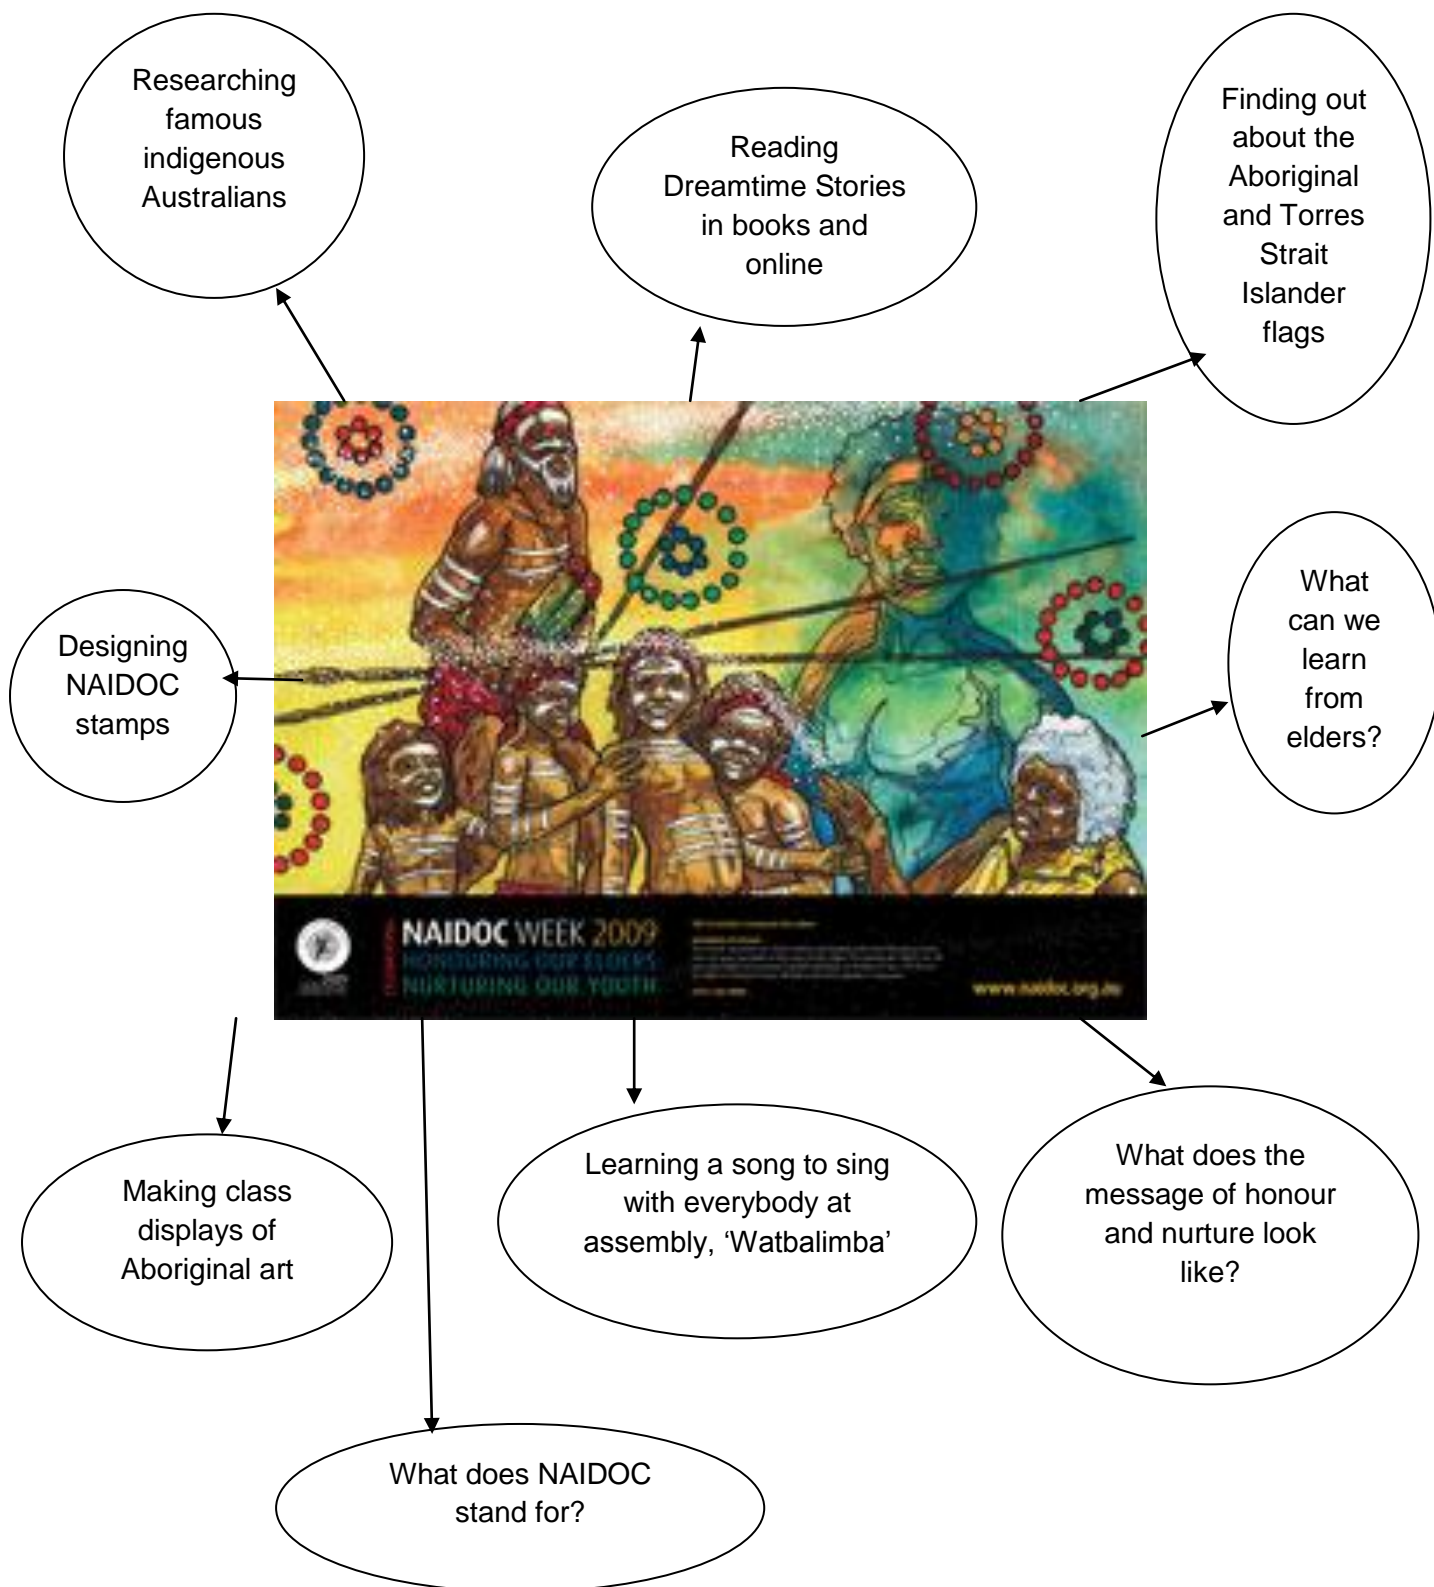 Researching
famous
indigenous
Australians
Reading
Dreamtime Stories
in books and
online
Finding out
about the
Aboriginal
and Torres
Strait
Islander
flags
What
can we
learn
from
elders?
Designing
NAIDOC
stamps
NAIDOC WEEK 2009
HONOURING OUR ELDERS
NURTURING OUR YOUTH
www.naidoc.org.au
Making class
displays of
Aboriginal art
Learning a song to sing
with everybody at
assembly, ‘Watbalimba’
What does the
message of honour
and nurture look
like?
What does NAIDOC
stand for?